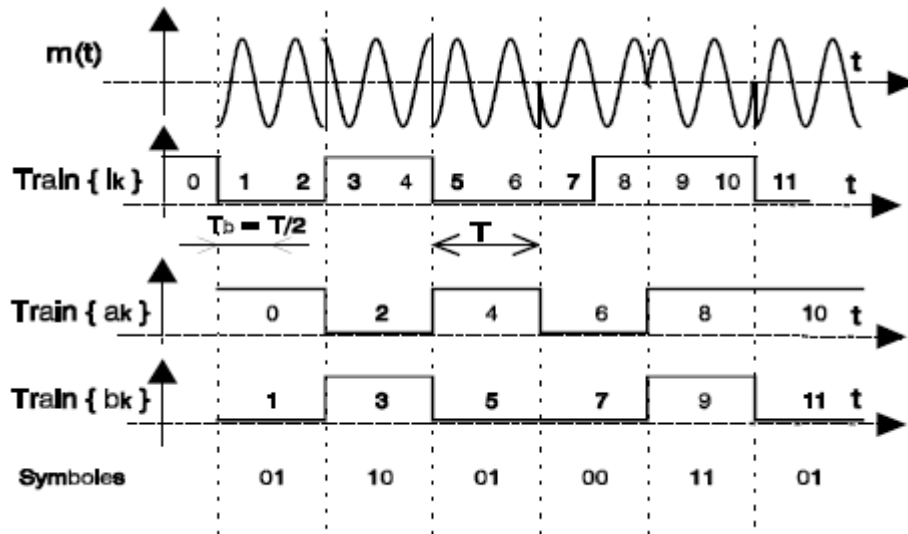 m(t) t
Train { Ik } 0 1 2 3 4 5 6 7 8 9 10 11 t
Tb = T/2 T
Train { ak } 0 2 4 6 8 10 t
Train { bk } 1 3 5 7 9 11 t
Symboles 01 10 01 00 11 01